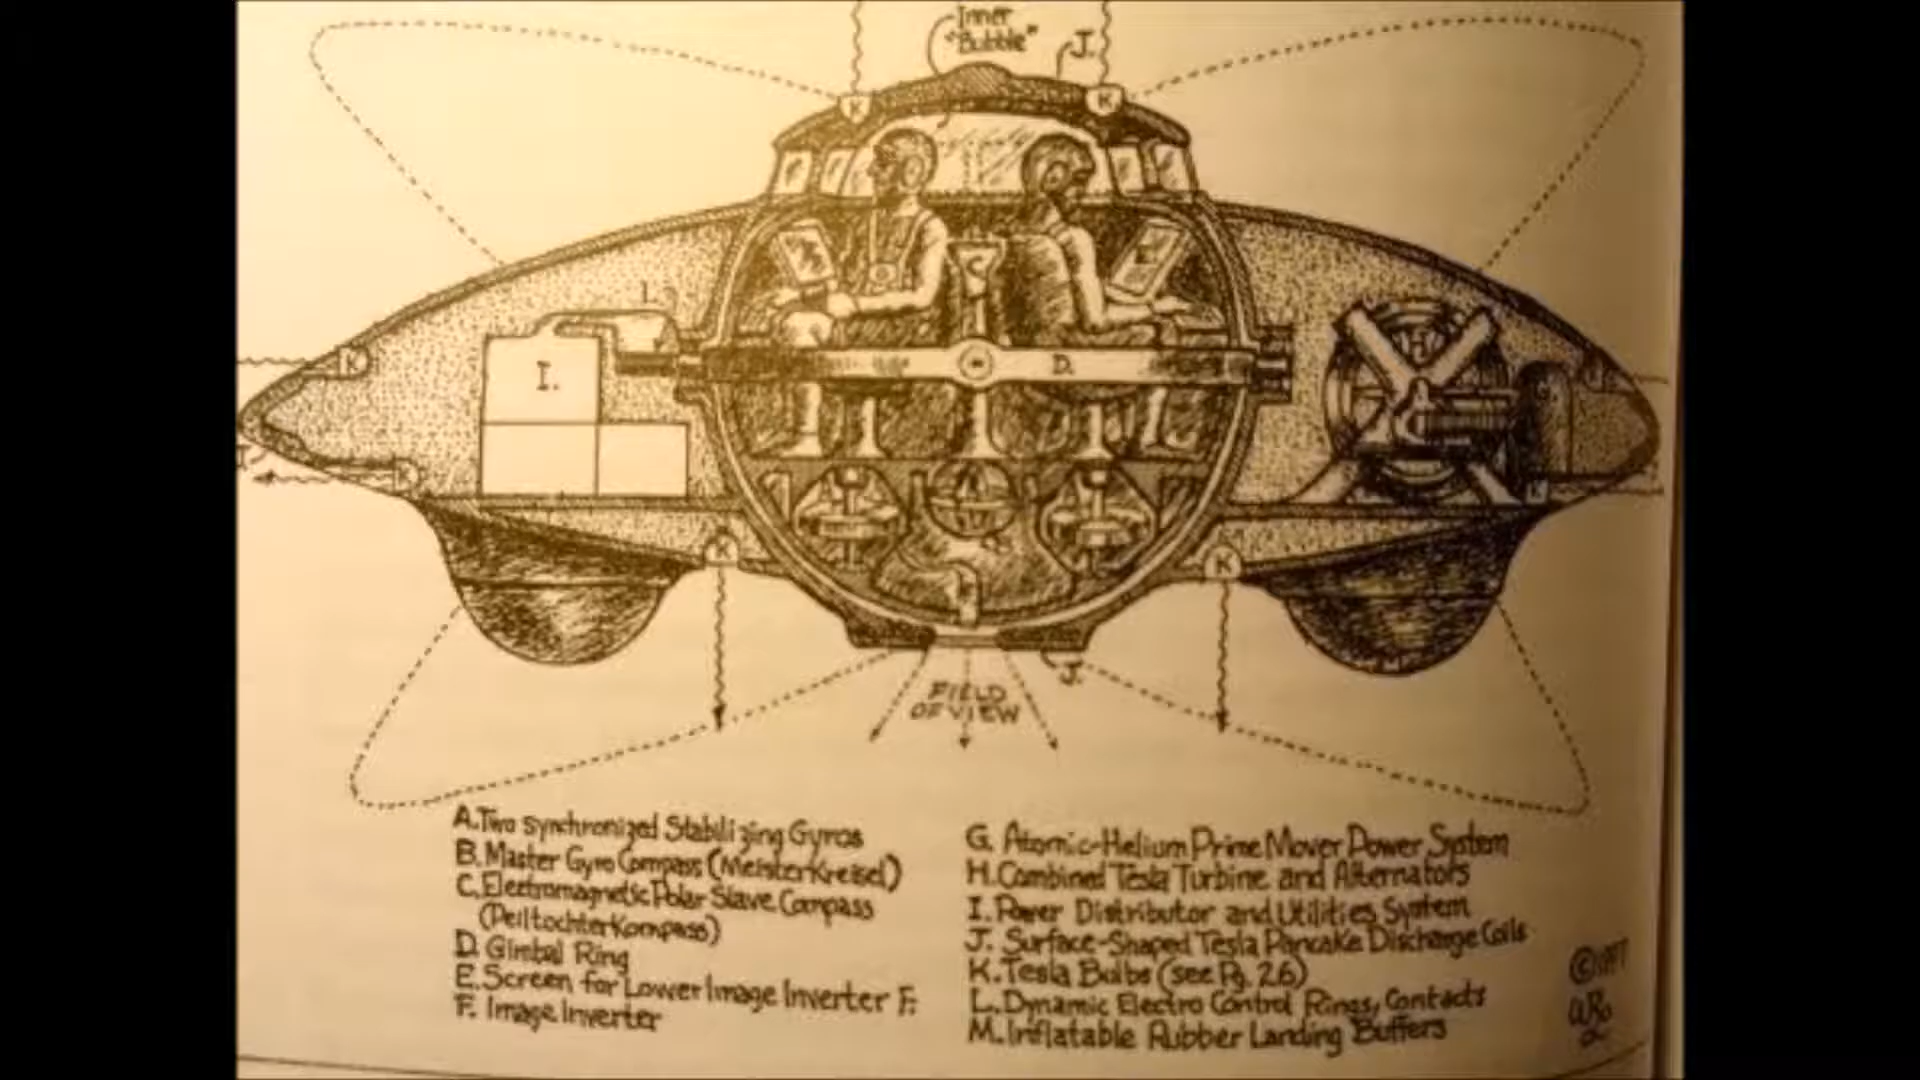 Inner
"Bubble"
J.
K
K
C
L
I.
D.
H
G
K
K
K
K
J.
FIELD
OF VIEW
A. Two Synchronized Stabilizing Gyros
B. Master Gyro Compass (Meisterkreisel)
C. Electromagnetic Polar Slave Compass
(Peiltochterkompass)
D. Gimbal Ring
E. Screen for Lower Image Inverter F.
F. Image Inverter
G. Atomic-Helium Prime Mover Power System
H. Combined Tesla Turbine and Alternators
I. Power Distributor and Utilities System
J. Surface-Shaped Tesla Pancake Discharge Coils
K. Tesla Bulbs (see Pg. 26)
L. Dynamic Electro Control Rings, Contacts
M. Inflatable Rubber Landing Buffers